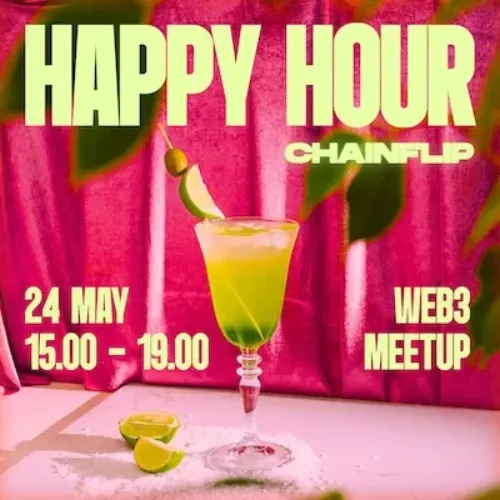 HAPPY HOUR
CHAINFLIP
24 MAY
15.00 – 19.00
WEB3
MEETUP